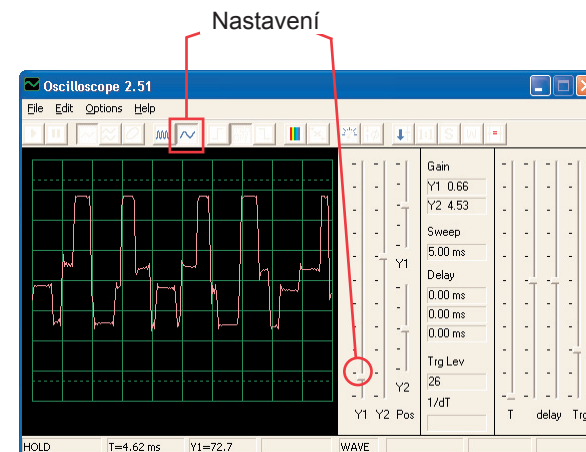 Nastavení
Oscilloscope 2.51
File Edit Options Help
Gain
Y1 0.66
Y2 4.53
Sweep
5.00 ms
Delay
0.00 ms
0.00 ms
0.00 ms
Trg Lev
26
1/dT
Y1
Y2
Y1 Y2 Pos
T delay Trg
HOLD T=4.62 ms Y1=72.7 WAVE